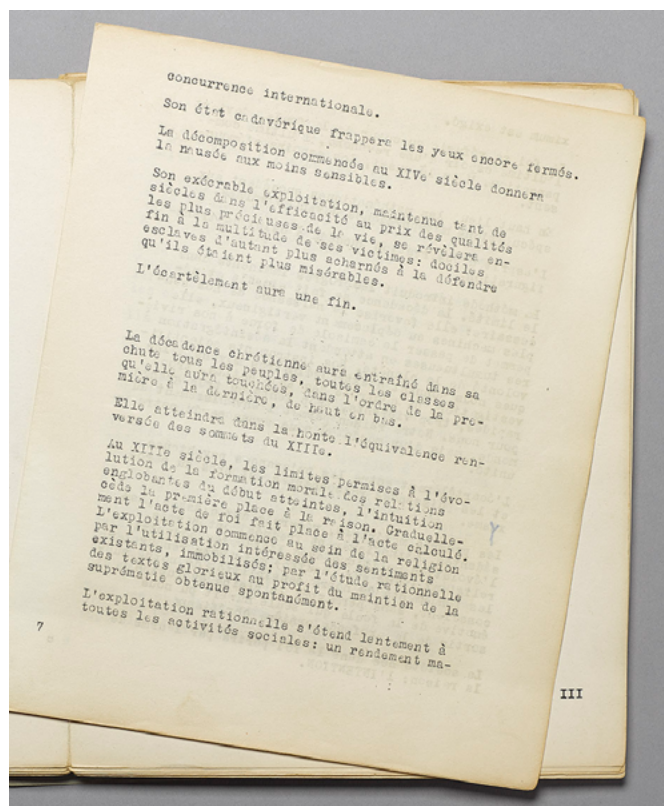 concurrence internationale.
Son état cadavérique frappera les yeux encore fermés.
La décomposition commencée au XIVe siècle donnera
la nausée aux moins sensibles.
Son exécrable exploitation, maintenue tant de
siècles dans l'efficacité au prix des qualités
les plus précieuses de la vie, se révèlera en-
fin à la multitude de ses victimes: dociles
esclaves d'autant plus acharnés à la défendre
qu'ils étaient plus misérables.
L'écartèlement aura une fin.
La décadence chrétienne aura entraîné dans sa
chute tous les peuples, toutes les classes
qu'elle aura touchées, dans l'ordre de la pre-
mière à la dernière, de haut en bas.
Elle atteindra dans la honte l'équivalence ren-
versée des sommets du XIIIe.
Au XIIIe siècle, les limites permises à l'évo-
lution de la formation morale des relations
englobantes du début atteintes, l'intuition
cède la première place à la raison. Graduelle-
ment l'acte de foi fait place à l'acte calculé.
L'exploitation commence au sein de la religion
par l'utilisation intéressée des sentiments
existants, immobilisés; par l'étude rationnelle
des textes glorieux au profit du maintien de la
suprématie obtenue spontanément.
L'exploitation rationnelle s'étend lentement à
toutes les activités sociales: un rendement ma-
7
III